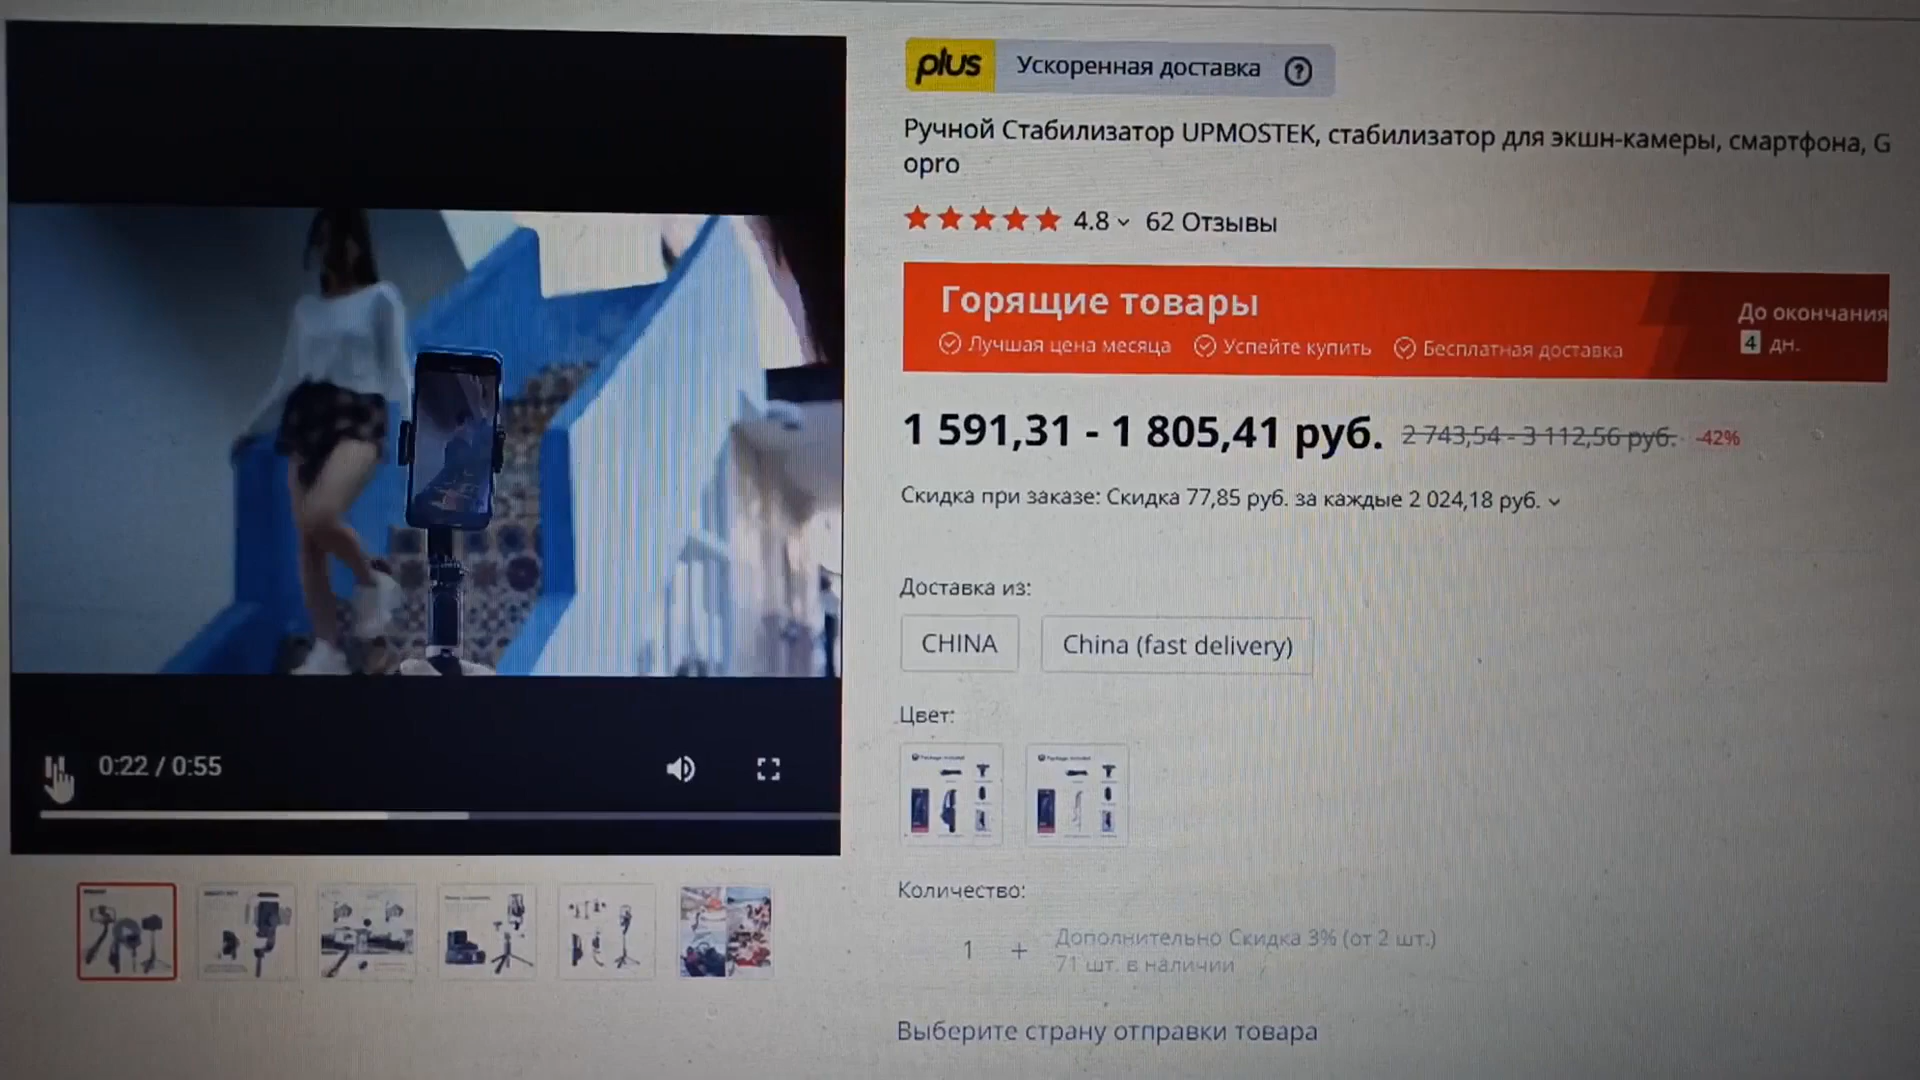 plus Ускоренная доставка ?
Ручной Стабилизатор UPMOSTEK, стабилизатор для экшн-камеры, смартфона, G
opro
4.8 62 Отзывы
Горящие товары
До окончания
Лучшая цена месяца Успейте купить Бесплатная доставка
4 дн.
1 591,31 - 1 805,41 руб. 2 743,54 - 3 112,56 руб. -42%
Скидка при заказе: Скидка 77,85 руб. за каждые 2 024,18 руб.
Доставка из:
CHINA China (fast delivery)
Цвет:
0:22 / 0:55
Количество:
1 + Дополнительно Скидка 3% (от 2 шт.)
71 шт. в наличии
Выберите страну отправки товара